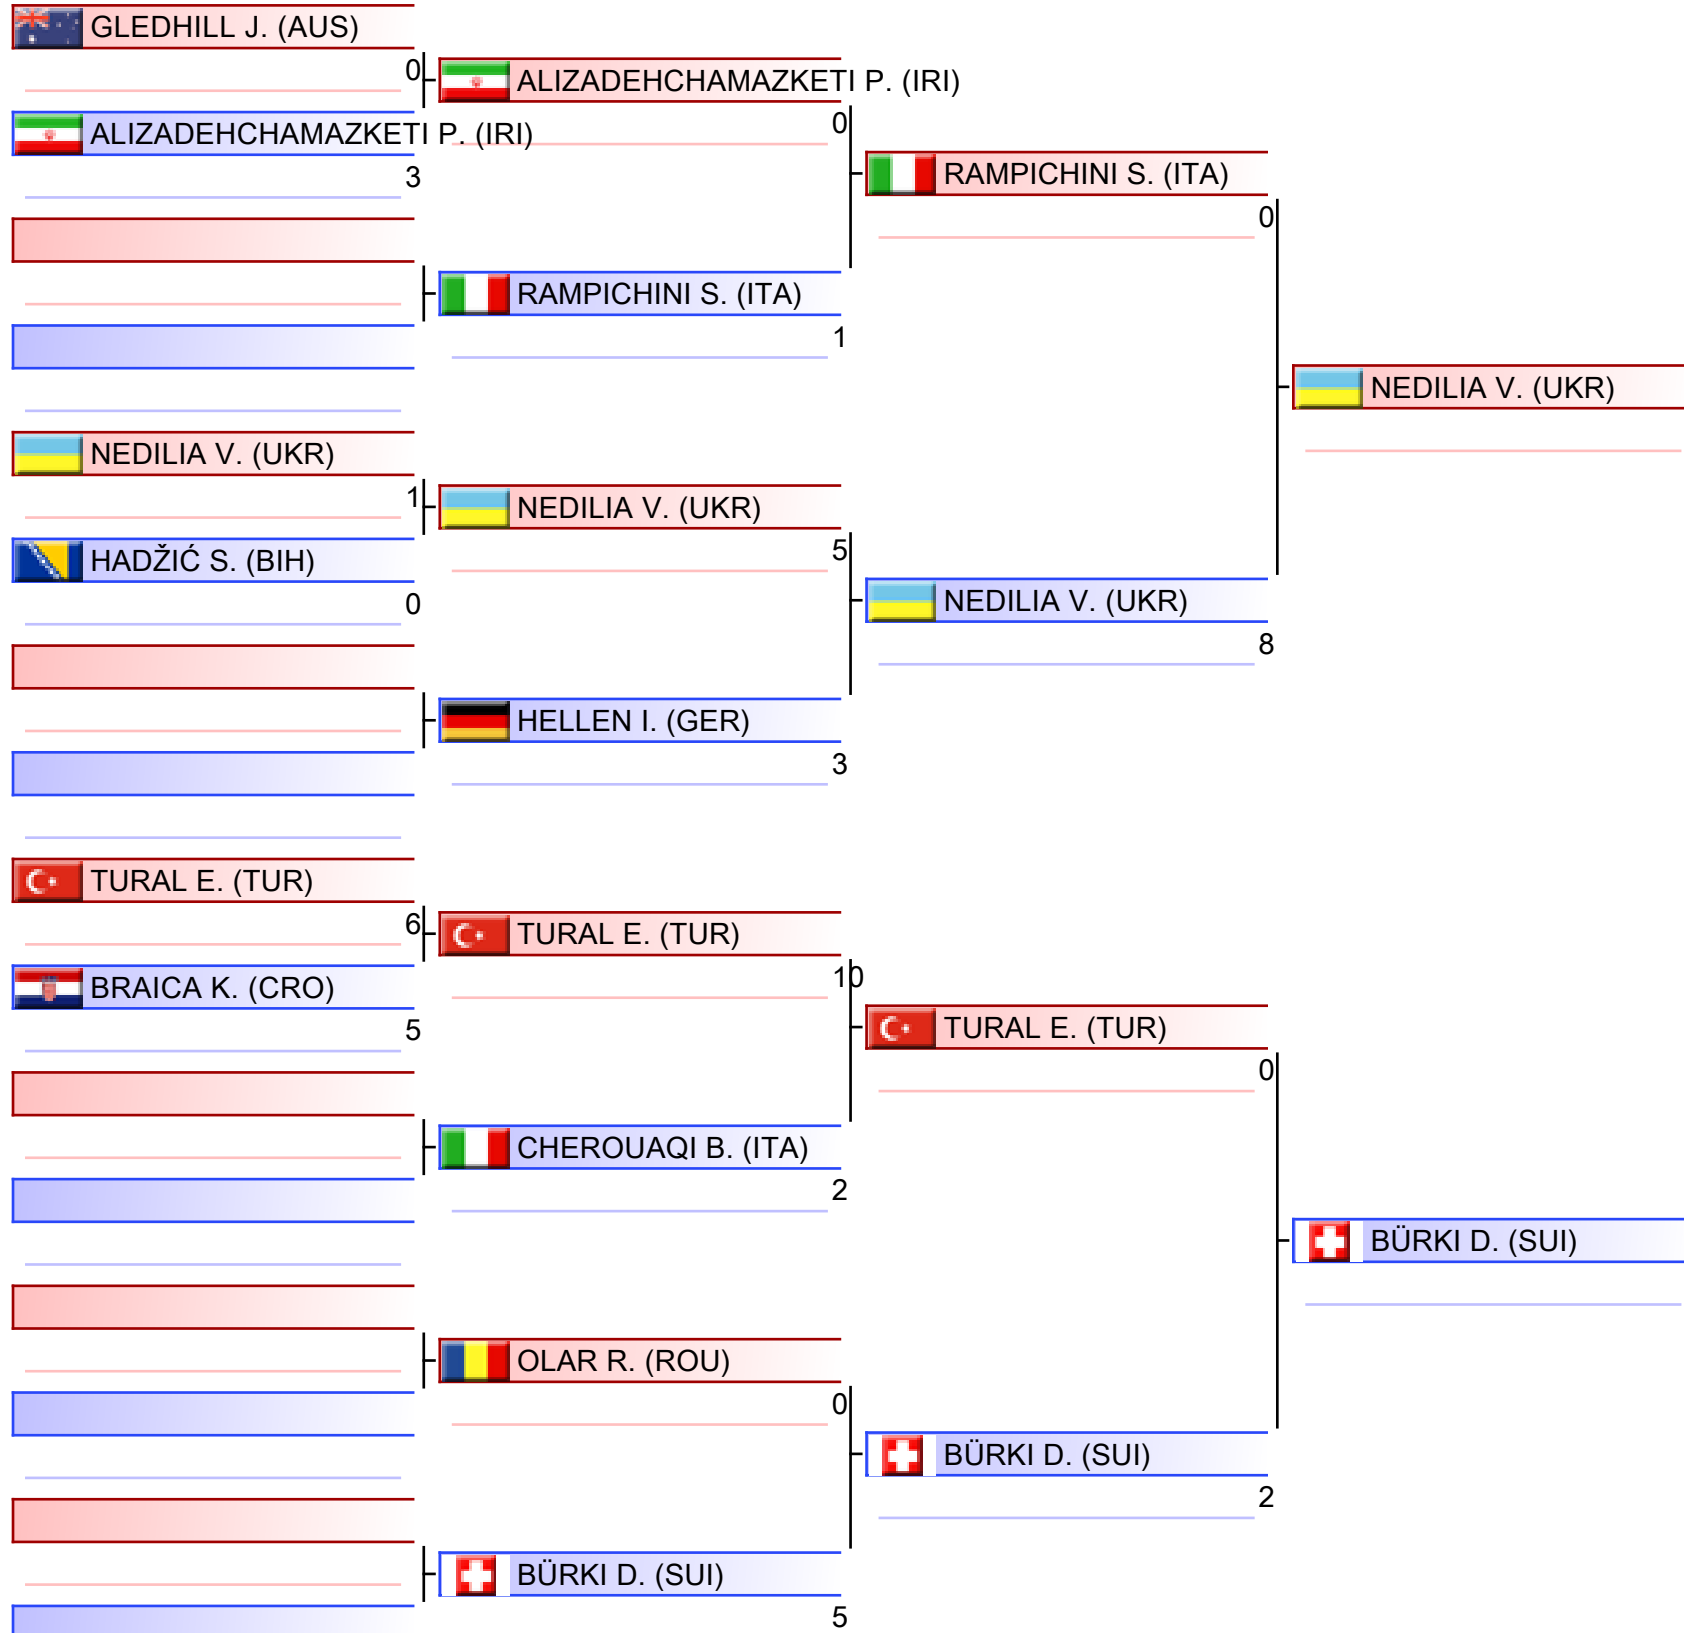 GLEDHILL J. (AUS)
0
ALIZADEHCHAMAZKETI P. (IRI)
3
NEDILIA V. (UKR)
1
HADŽIĆ S. (BIH)
0
TURAL E. (TUR)
6
BRAICA K. (CRO)
5
ALIZADEHCHAMAZKETI P. (IRI)
0
RAMPICHINI S. (ITA)
1
NEDILIA V. (UKR)
5
HELLEN I. (GER)
3
TURAL E. (TUR)
10
CHEROUAQI B. (ITA)
2
OLAR R. (ROU)
0
BÜRKI D. (SUI)
5
RAMPICHINI S. (ITA)
0
NEDILIA V. (UKR)
8
TURAL E. (TUR)
0
BÜRKI D. (SUI)
2
NEDILIA V. (UKR)
BÜRKI D. (SUI)